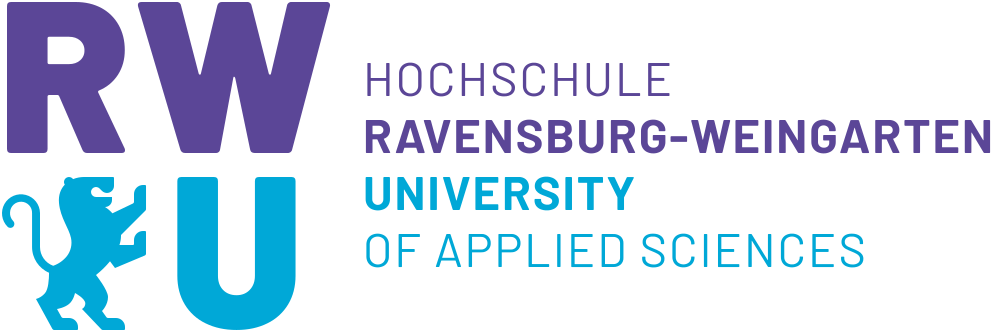 RW
U
HOCHSCHULE
RAVENSBURG-WEINGARTEN
UNIVERSITY
OF APPLIED SCIENCES